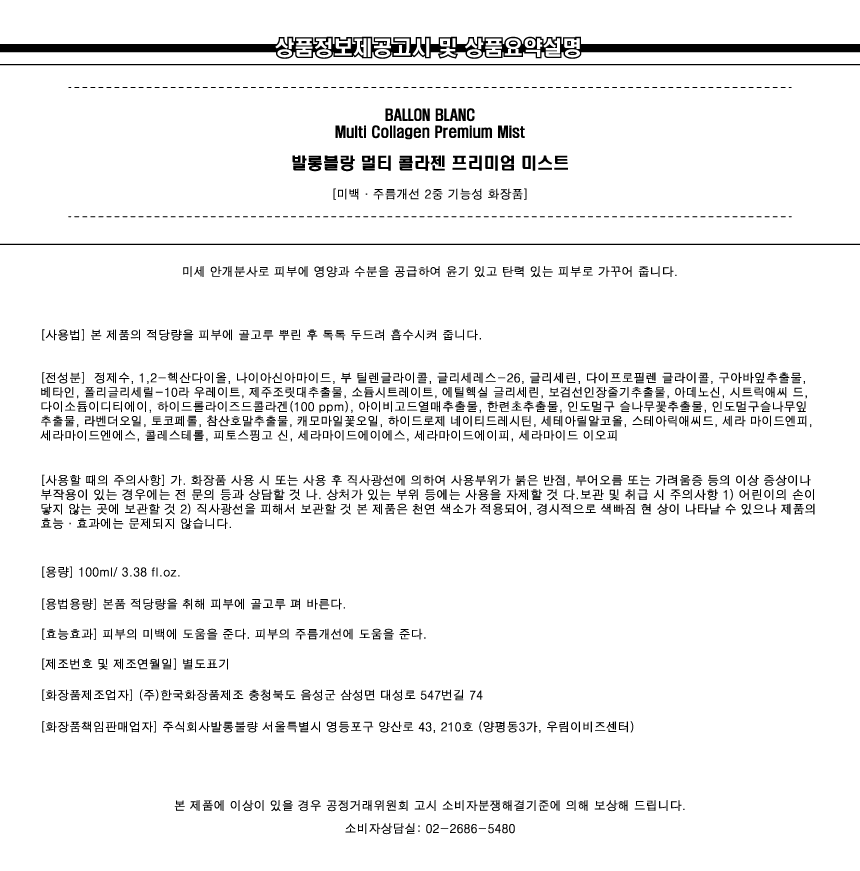 상품정보제공고시 및 상품요약설명
BALLON BLANC
Multi Collagen Premium Mist
발롱블랑 멀티 콜라젠 프리미엄 미스트
[미백 · 주름개선 2중 기능성 화장품]
미세 안개분사로 피부에 영양과 수분을 공급하여 윤기 있고 탄력 있는 피부로 가꾸어 줍니다.
[사용법] 본 제품의 적당량을 피부에 골고루 뿌린 후 톡톡 두드려 흡수시켜 줍니다.
[전성분] 정제수, 1,2-헥산다이올, 나이아신아마이드, 부 틸렌글라이콜, 글리세레스-26, 글리세린, 다이프로필렌 글라이콜, 구아바잎추출물,
베타인, 폴리글리세릴-10라 우레이트, 제주조릿대추출물, 소듐시트레이트, 에틸헥실 글리세린, 보검선인장줄기추출물, 아데노신, 시트릭애씨 드,
다이소듐이디티에이, 하이드롤라이즈드콜라겐(100 ppm), 아이비고드열매추출물, 한련초추출물, 인도멀구 슬나무꽃추출물, 인도멀구슬나무잎
추출물, 라벤더오일, 토코페롤, 참산호말추출물, 캐모마일꽃오일, 하이드로제 네이티드레시틴, 세테아릴알코올, 스테아릭애씨드, 세라 마이드엔피,
세라마이드엔에스, 콜레스테롤, 피토스핑고 신, 세라마이드에이에스, 세라마이드에이피, 세라마이드 이오피
[사용할 때의 주의사항] 가. 화장품 사용 시 또는 사용 후 직사광선에 의하여 사용부위가 붉은 반점, 부어오름 또는 가려움증 등의 이상 증상이나
부작용이 있는 경우에는 전 문의 등과 상담할 것 나. 상처가 있는 부위 등에는 사용을 자제할 것 다.보관 및 취급 시 주의사항 1) 어린이의 손이
닿지 않는 곳에 보관할 것 2) 직사광선을 피해서 보관할 것 본 제품은 천연 색소가 적용되어, 경시적으로 색빠짐 현 상이 나타날 수 있으나 제품의
효능 · 효과에는 문제되지 않습니다.
[용량] 100ml/ 3.38 fl.oz.
[용법용량] 본품 적당량을 취해 피부에 골고루 펴 바른다.
[효능효과] 피부의 미백에 도움을 준다. 피부의 주름개선에 도움을 준다.
[제조번호 및 제조연월일] 별도표기
[화장품제조업자] (주)한국화장품제조 충청북도 음성군 삼성면 대성로 547번길 74
[화장품책임판매업자] 주식회사발롱블랑 서울특별시 영등포구 양산로 43, 210호 (양평동3가, 우림이비즈센터)
본 제품에 이상이 있을 경우 공정거래위원회 고시 소비자분쟁해결기준에 의해 보상해 드립니다.
소비자상담실: 02-2686-5480